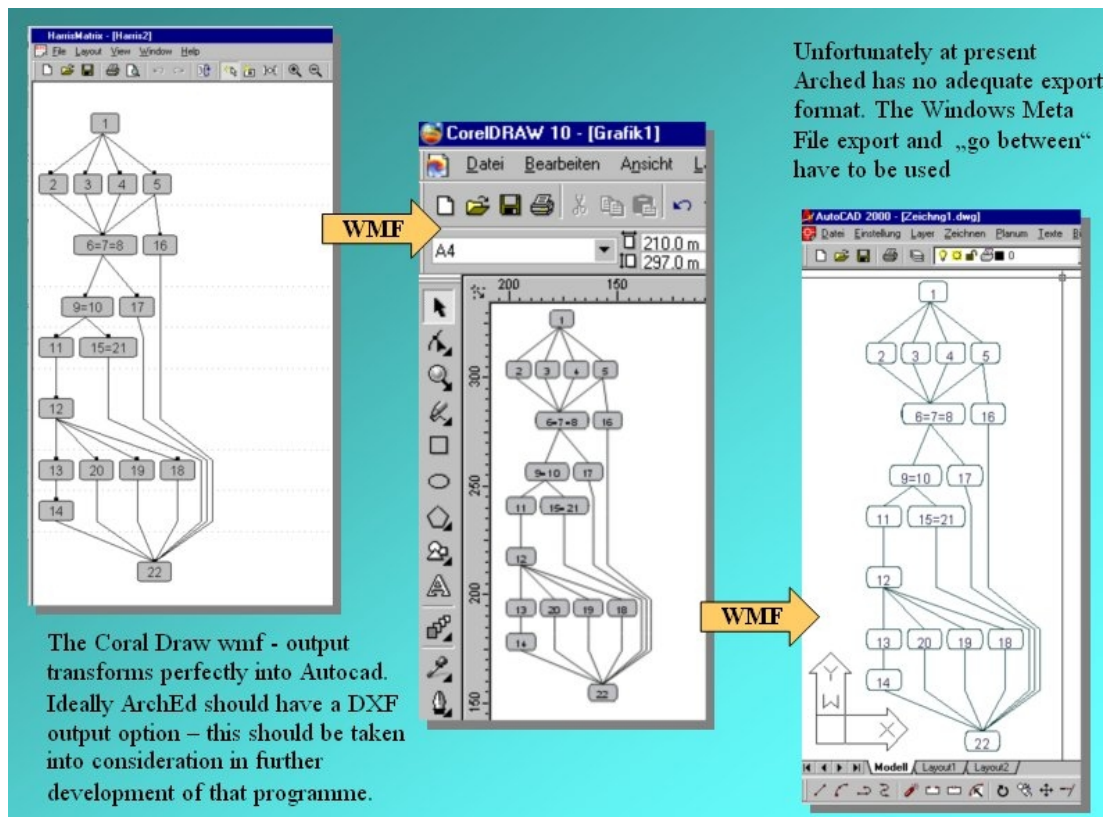 HarrisMatrix - [Harris2]
File Layout View Window Help
1
2 3 4 5
6=7=8 16
9=10 17
11 15=21
12
13 20 19 18
14
22
The Coral Draw wmf - output
transforms perfectly into Autocad.
Ideally ArchEd should have a DXF
output option – this should be taken
into consideration in further
development of that programme.
WMF
CorelDRAW 10 - [Grafik1]
Datei Bearbeiten Ansicht L
A4
210.0 m
297.0 m
200 150
300
250
200
150
1
2 3 4 5
6=7=8 16
9=10 17
11 15=21
12
13 20 19 18
14
22
WMF
Unfortunately at present
Arched has no adequate export
format. The Windows Meta
File export and „go between“
have to be used
AutoCAD 2000 - [Zeichng1.dwg]
Datei Einstellung Layer Zeichnen Planum Texte
0
1
2 3 4 5
6=7=8 16
9=10 17
11 15=21
12
13 20 19 18
14
22
Y
W
X
Modell Layout1 Layout2